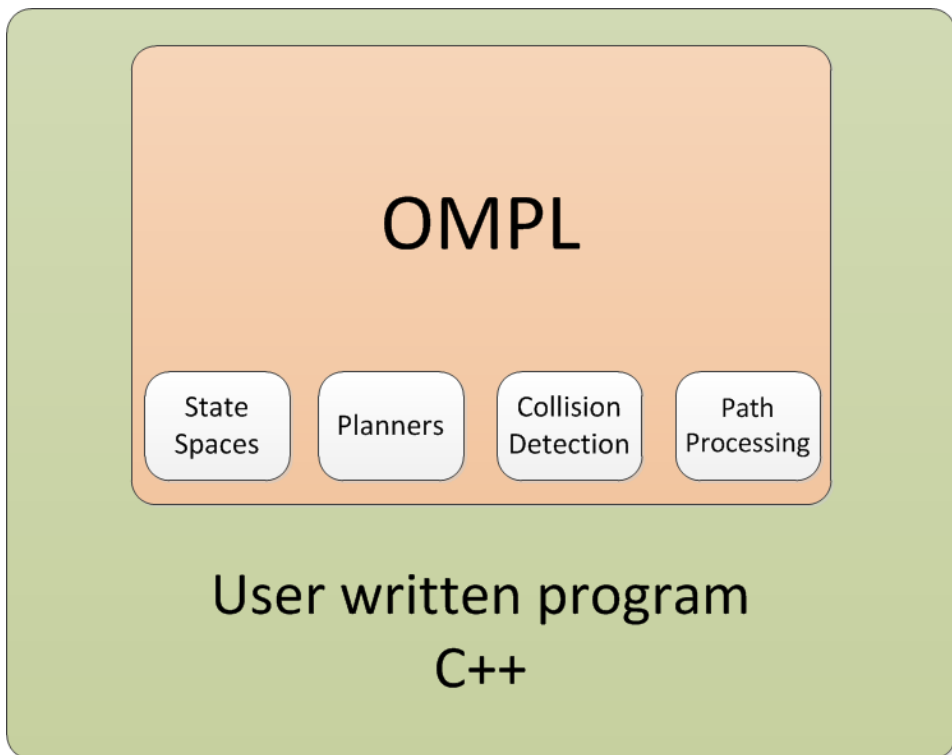 OMPL
State
Spaces
Planners
Collision
Detection
Path
Processing
User written program
C++